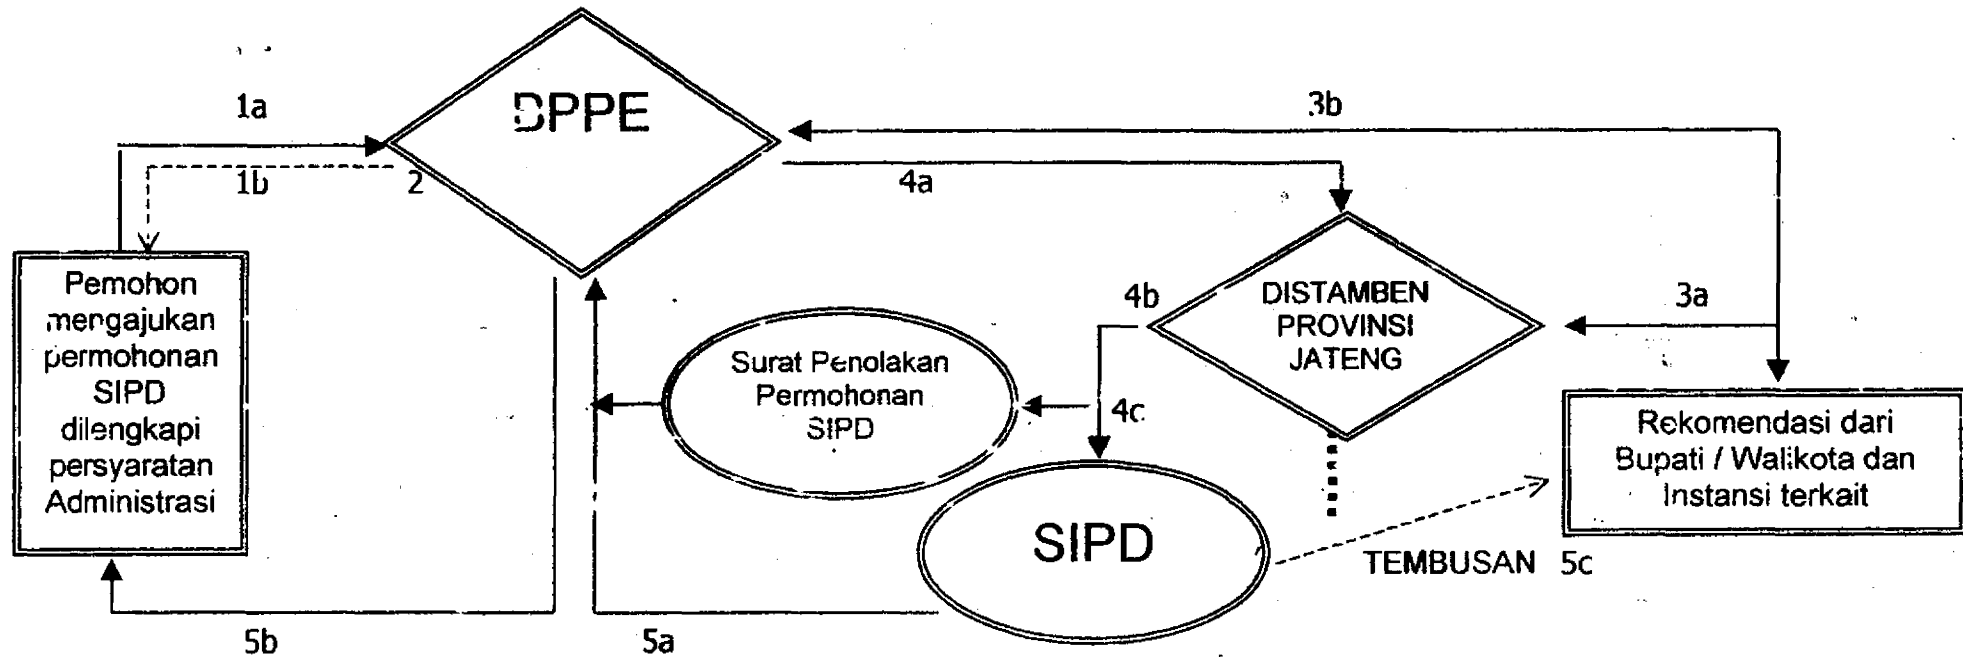 BPPE
1a
3b
1b
2
4a
Pemohon
mengajukan
permohonan
SIPD
dilengkapi
persyaratan
Administrasi
4b
DISTAMBEN
PROVINSI
JATENG
3a
Surat Penolakan
Permohonan
SIPD
4c
Rekomendasi dari
Bupati / Walikota dan
Instansi terkait
SIPD
TEMBUSAN 5c
5b
5a